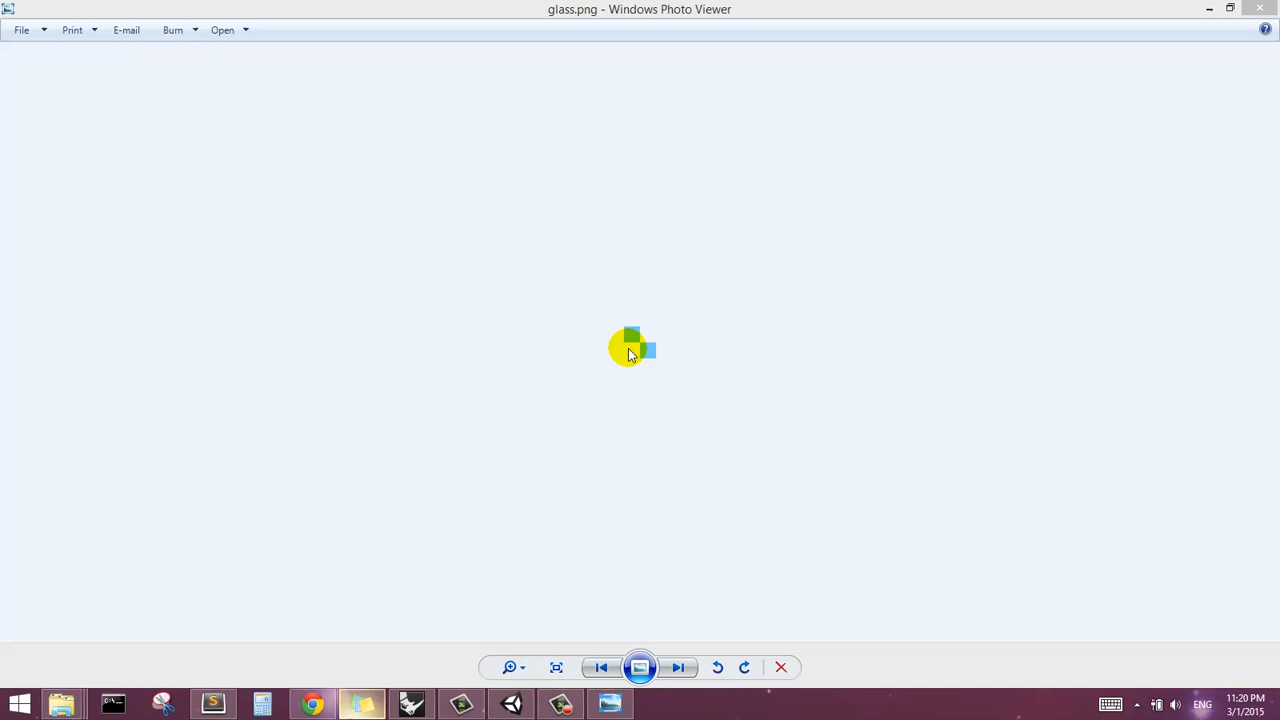 glass.png - Windows Photo Viewer
File Print E-mail Burn Open
ENG
11:20 PM
3/1/2015